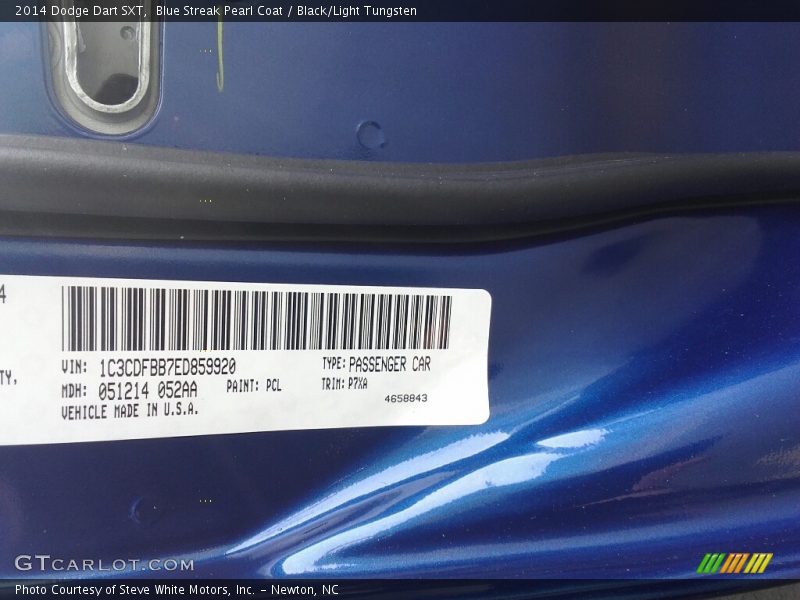 2014 Dodge Dart SXT,  Blue Streak Pearl Coat / Black/Light Tungsten
4
VIN: 1C3CDFBB7ED859920 TYPE: PASSENGER CAR
TY,
MDH: 051214 052AA PAINT: PCL TRIM: P7XA
4658843
VEHICLE MADE IN U.S.A.
GTCARLOT.COM
Photo Courtesy of Steve White Motors, Inc. – Newton, NC